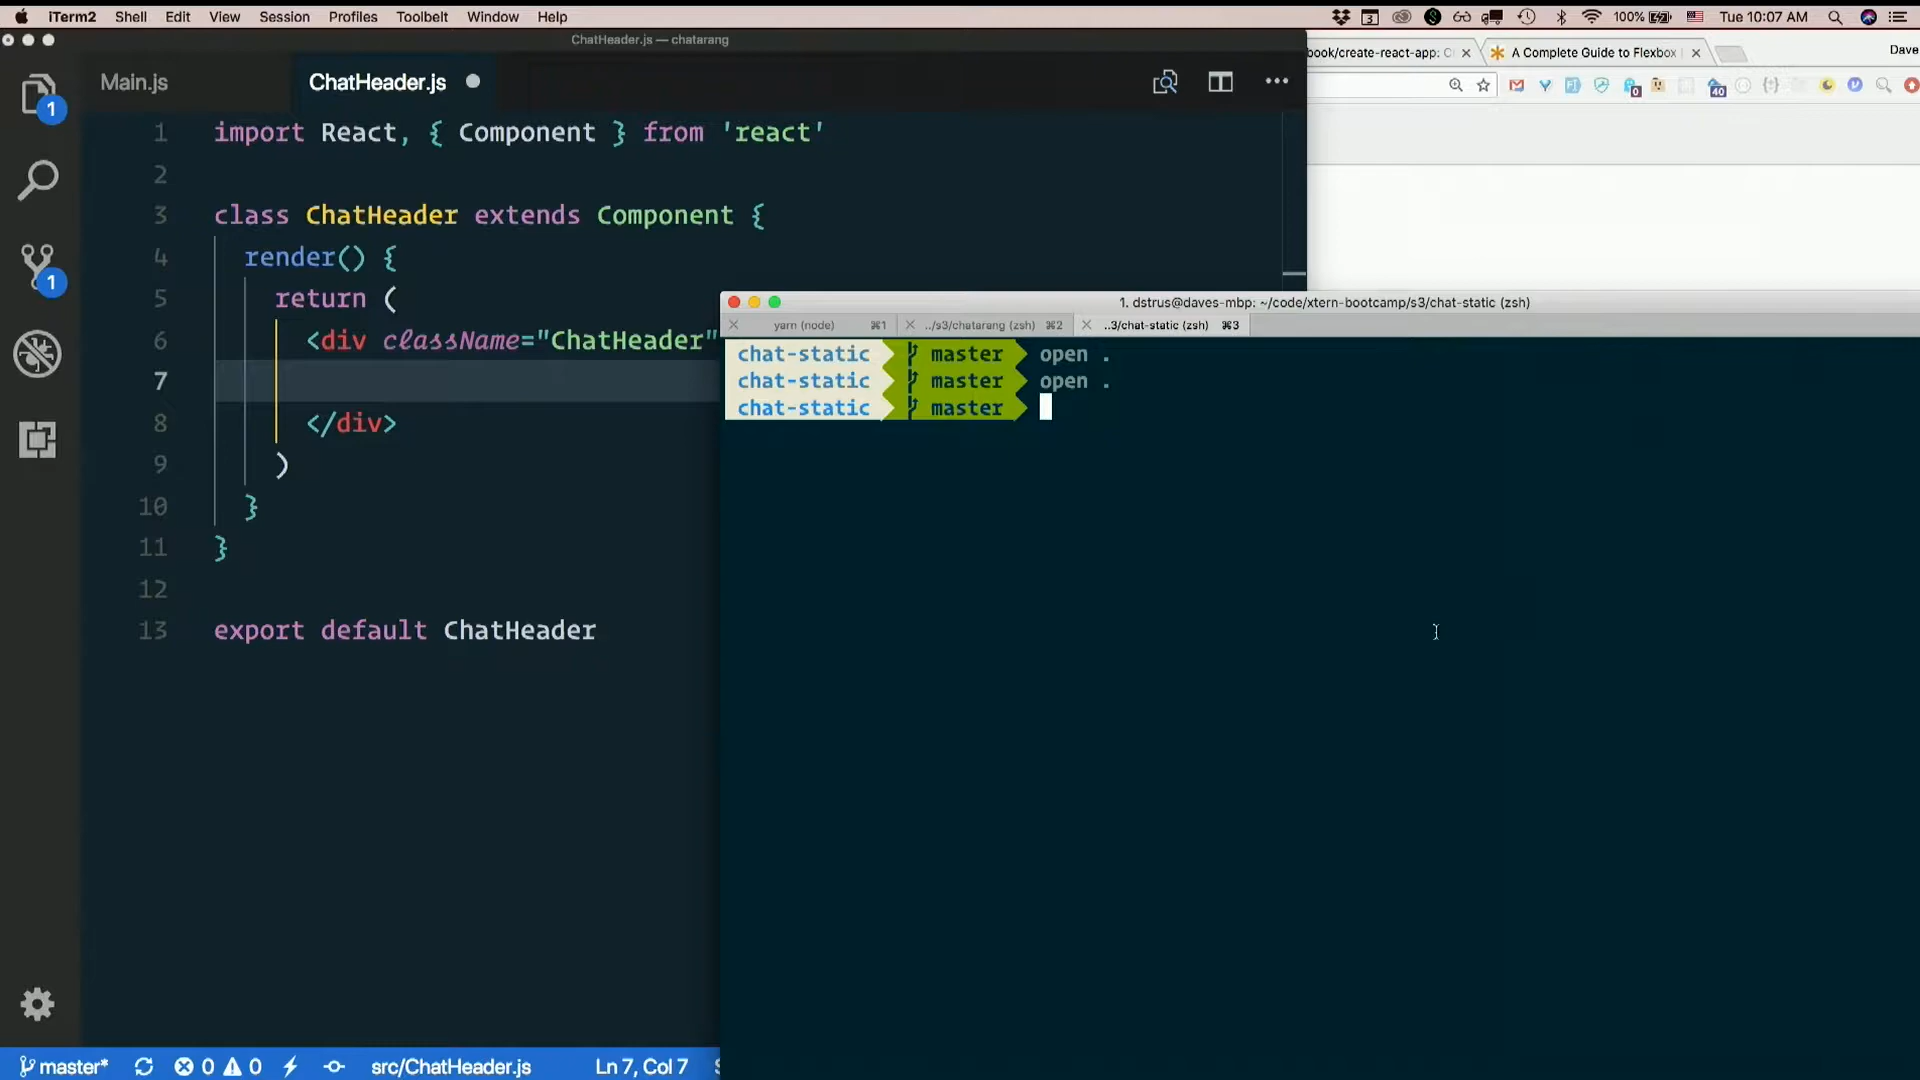 iTerm2 Shell Edit View Session Profiles Toolbelt Window Help 3 100% Tue 10:07 AM
ChatHeader.js — chatarang
book/create-react-app: C A Complete Guide to Flexbox Dave
Main.js ChatHeader.js
0 40
1
1
1 import React, { Component } from 'react'
2
3 class ChatHeader extends Component {
4 render() {
5 return (
6 <div className="ChatHeader"
7
8 </div>
9 )
10 }
11 }
12
13 export default ChatHeader
1. dstrus@daves-mbp: ~/code/xtern-bootcamp/s3/chat-static (zsh)
yarn (node) ⌘1 ../s3/chatarang (zsh) ⌘2 ..3/chat-static (zsh) ⌘3
chat-static master open .
chat-static master open .
chat-static master
master* 0 0 src/ChatHeader.js Ln 7, Col 7